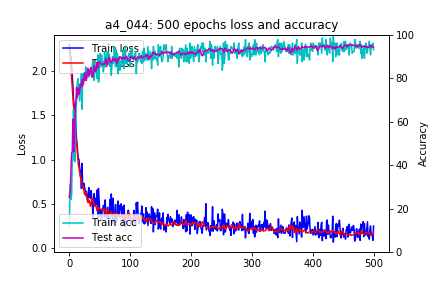 a4_044: 500 epochs loss and accuracy
Train loss
Test loss
Train acc
Test acc
Loss
2.0
1.5
1.0
0.5
0.0
Accuracy
100
80
60
40
20
0
0 100 200 300 400 500